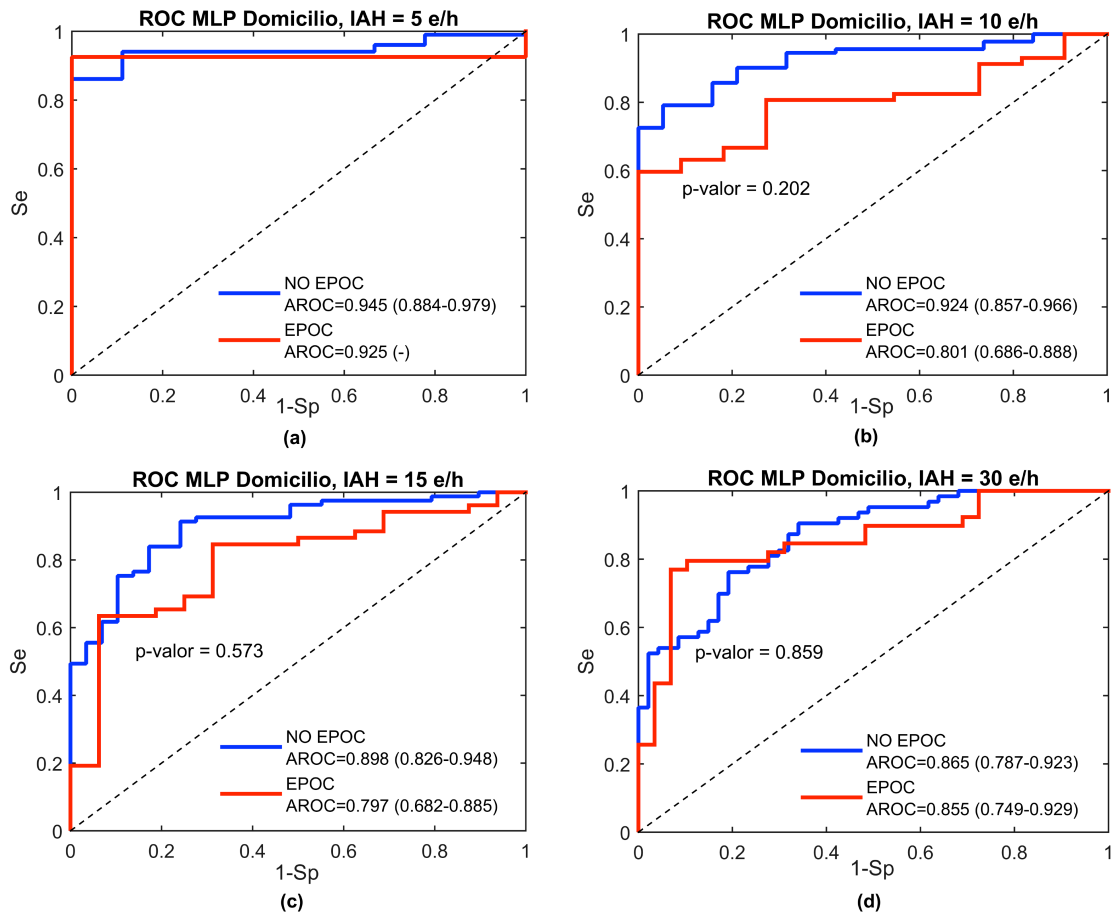 ROC MLP Domicilio, IAH = 5 e/h
1
0.8
0.6
0.4
0.2
0
Se
NO EPOC
AROC=0.945 (0.884-0.979)
EPOC
AROC=0.925 (-)
0
0.2
0.4
0.6
0.8
1
1-Sp
(a)
ROC MLP Domicilio, IAH = 10 e/h
1
0.8
0.6
0.4
0.2
0
Se
p-valor = 0.202
NO EPOC
AROC=0.924 (0.857-0.966)
EPOC
AROC=0.801 (0.686-0.888)
0
0.2
0.4
0.6
0.8
1
1-Sp
(b)
ROC MLP Domicilio, IAH = 15 e/h
1
0.8
0.6
0.4
0.2
0
Se
p-valor = 0.573
NO EPOC
AROC=0.898 (0.826-0.948)
EPOC
AROC=0.797 (0.682-0.885)
0
0.2
0.4
0.6
0.8
1
1-Sp
(c)
ROC MLP Domicilio, IAH = 30 e/h
1
0.8
0.6
0.4
0.2
0
Se
p-valor = 0.859
NO EPOC
AROC=0.865 (0.787-0.923)
EPOC
AROC=0.855 (0.749-0.929)
0
0.2
0.4
0.6
0.8
1
1-Sp
(d)